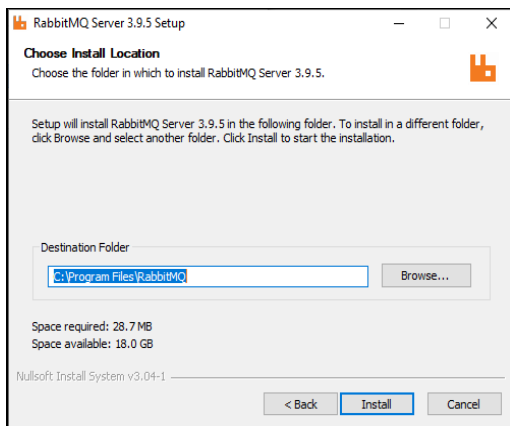 RabbitMQ Server 3.9.5 Setup
Choose Install Location
Choose the folder in which to install RabbitMQ Server 3.9.5.
Setup will install RabbitMQ Server 3.9.5 in the following folder. To install in a different folder,
click Browse and select another folder. Click Install to start the installation.
Destination Folder
C:\Program Files\RabbitMQ
Browse...
Space required: 28.7 MB
Space available: 18.0 GB
Nullsoft Install System v3.04-1
< Back Install Cancel